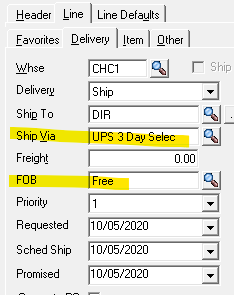 Header Line Line Defaults
Favorites Delivery Item Other
Whse CHC1 Ship
Delivery Ship
Ship To DIR
Ship Via UPS 3 Day Selec
Freight 0.00
FOB Free
Priority 1
Requested 10/05/2020
Sched Ship 10/05/2020
Promised 10/05/2020